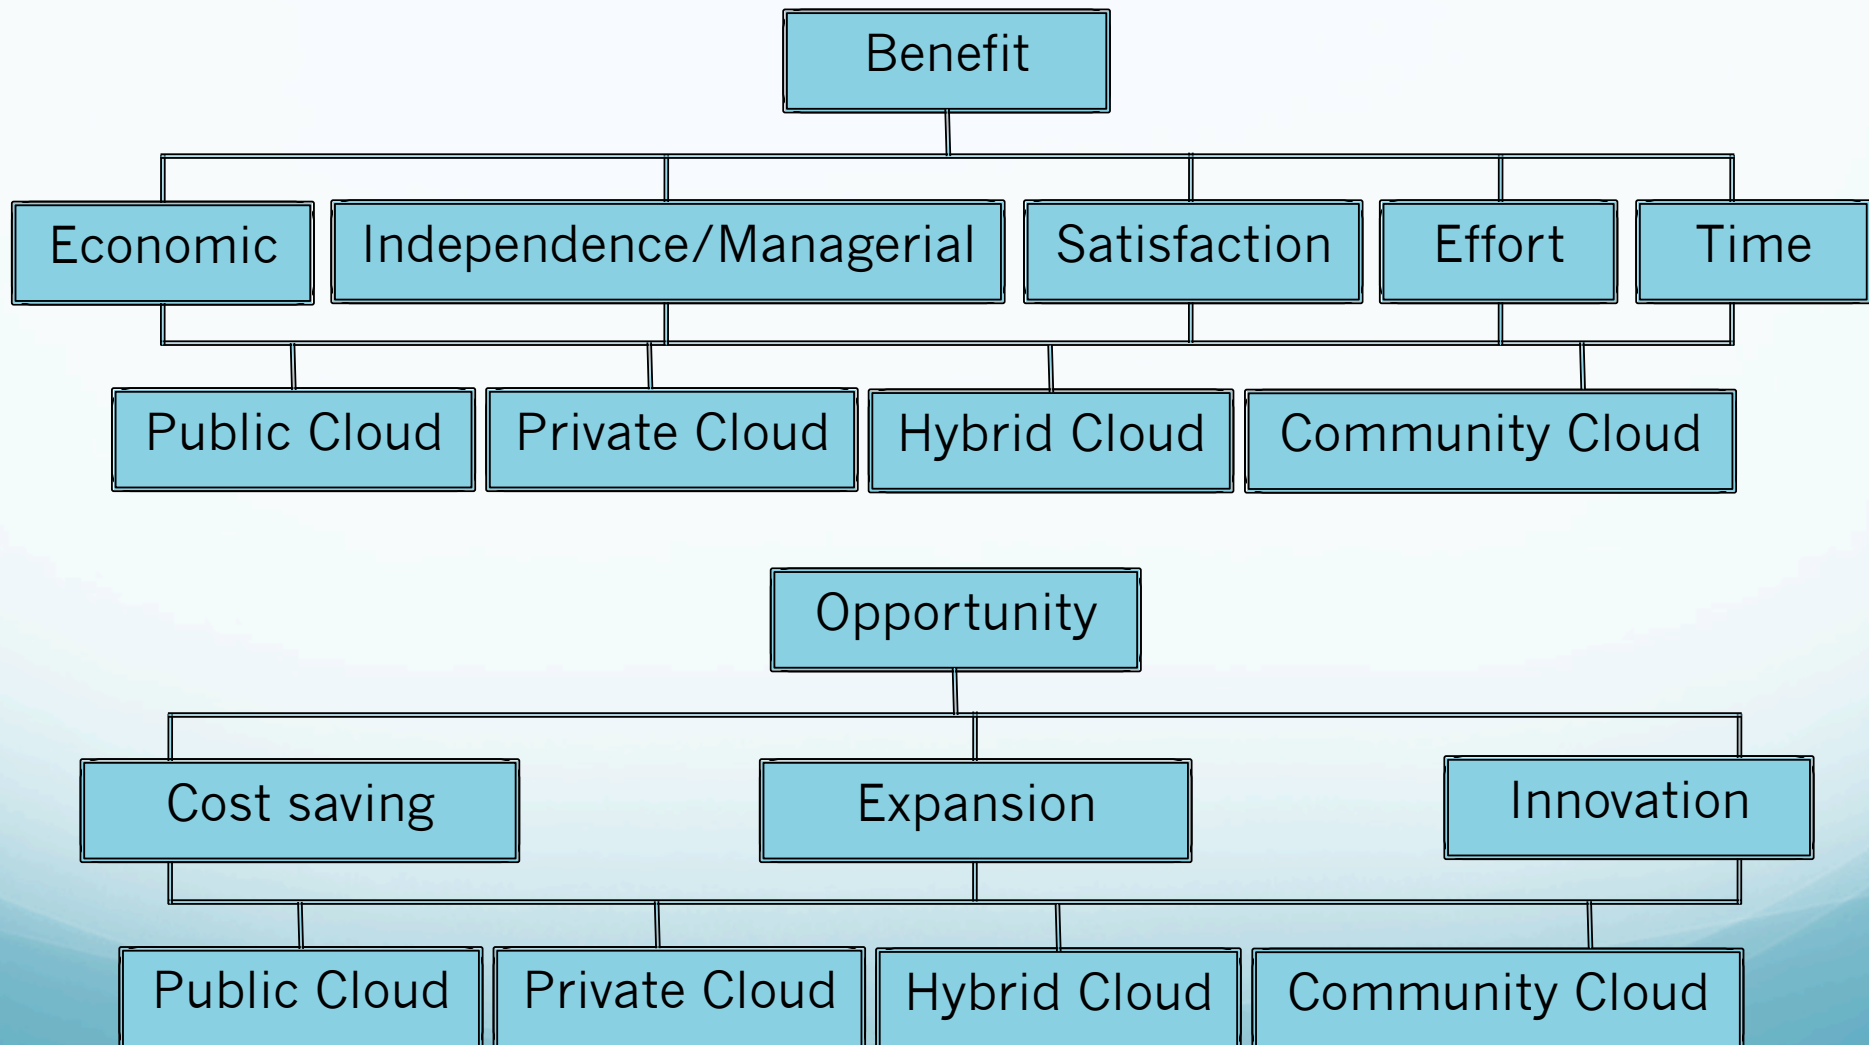 Benefit
Economic
Independence/Managerial
Satisfaction
Effort
Time
Public Cloud
Private Cloud
Hybrid Cloud
Community Cloud
Opportunity
Cost saving
Expansion
Innovation
Public Cloud
Private Cloud
Hybrid Cloud
Community Cloud